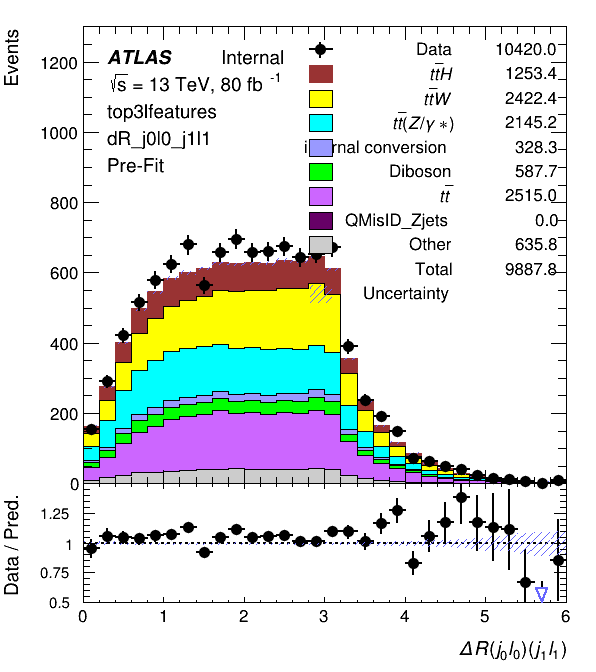 Events
ATLAS Internal
√s = 13 TeV, 80 fb⁻¹
top3lfeatures
dR_j0l0_j1l1
Pre-Fit
Data 10420.0
tt̄H 1253.4
tt̄W 2422.4
tt̄(Z/γ*) 2145.2
internal conversion 328.3
Diboson 587.7
tt̄ 2515.0
QMisID_Zjets 0.0
Other 635.8
Total 9887.8
Uncertainty
1200
1000
800
600
400
200
0
Data / Pred.
1.25
1
0.75
0.5
0 1 2 3 4 5 6
ΔR(j₀l₀)(j₁l₁)